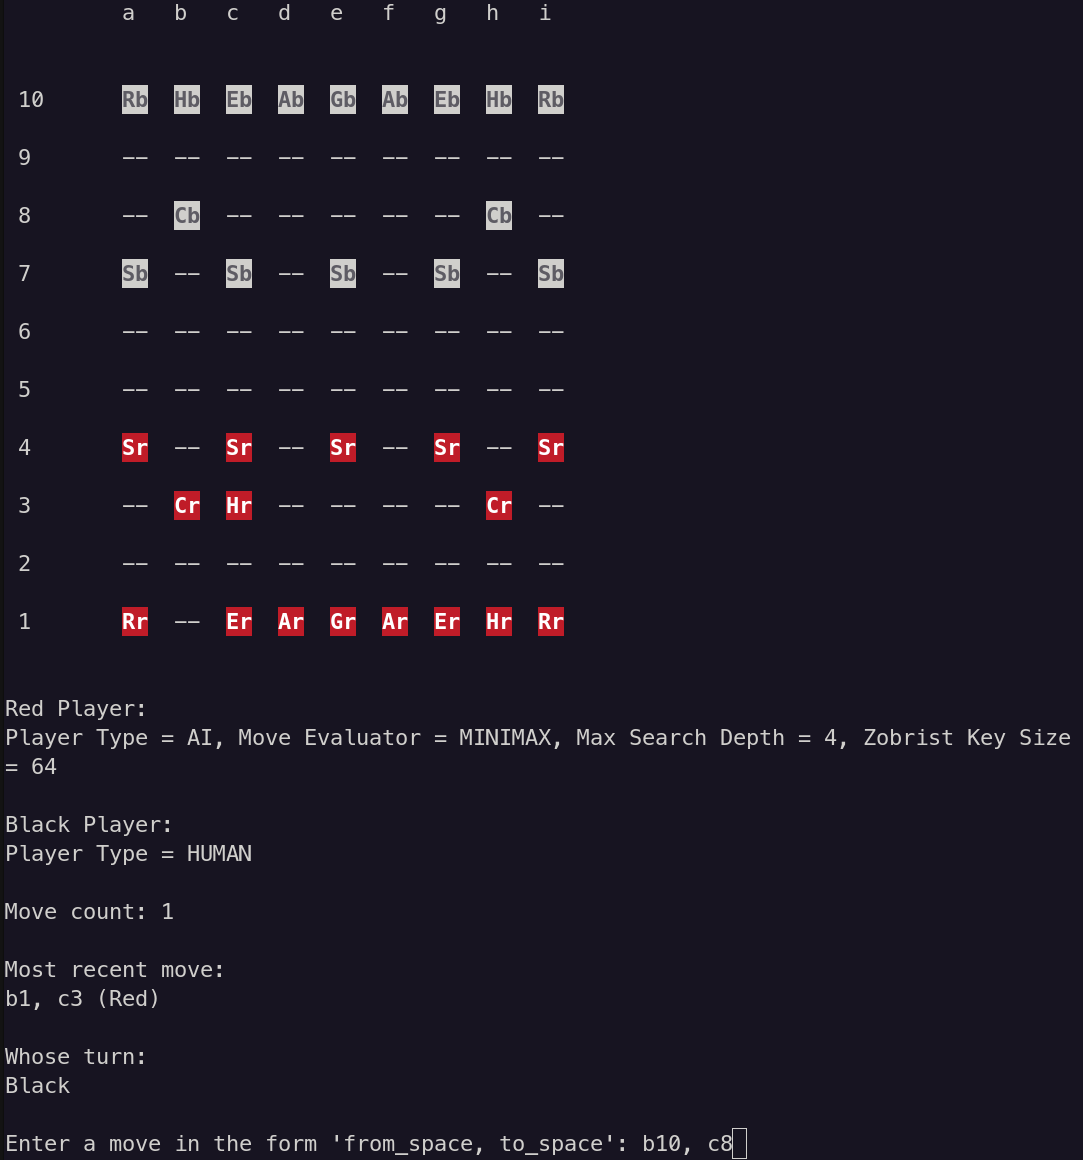 a b c d e f g h i
10 Rb Hb Eb Ab Gb Ab Eb Hb Rb
9 -- -- -- -- -- -- -- -- --
8 -- Cb -- -- -- -- -- Cb --
7 Sb -- Sb -- Sb -- Sb -- Sb
6 -- -- -- -- -- -- -- -- --
5 -- -- -- -- -- -- -- -- --
4 Sr -- Sr -- Sr -- Sr -- Sr
3 -- Cr Hr -- -- -- -- Cr --
2 -- -- -- -- -- -- -- -- --
1 Rr -- Er Ar Gr Ar Er Hr Rr
Red Player:
Player Type = AI, Move Evaluator = MINIMAX, Max Search Depth = 4, Zobrist Key Size
= 64
Black Player:
Player Type = HUMAN
Move count: 1
Most recent move:
b1, c3 (Red)
Whose turn:
Black
Enter a move in the form 'from_space, to_space': b10, c8